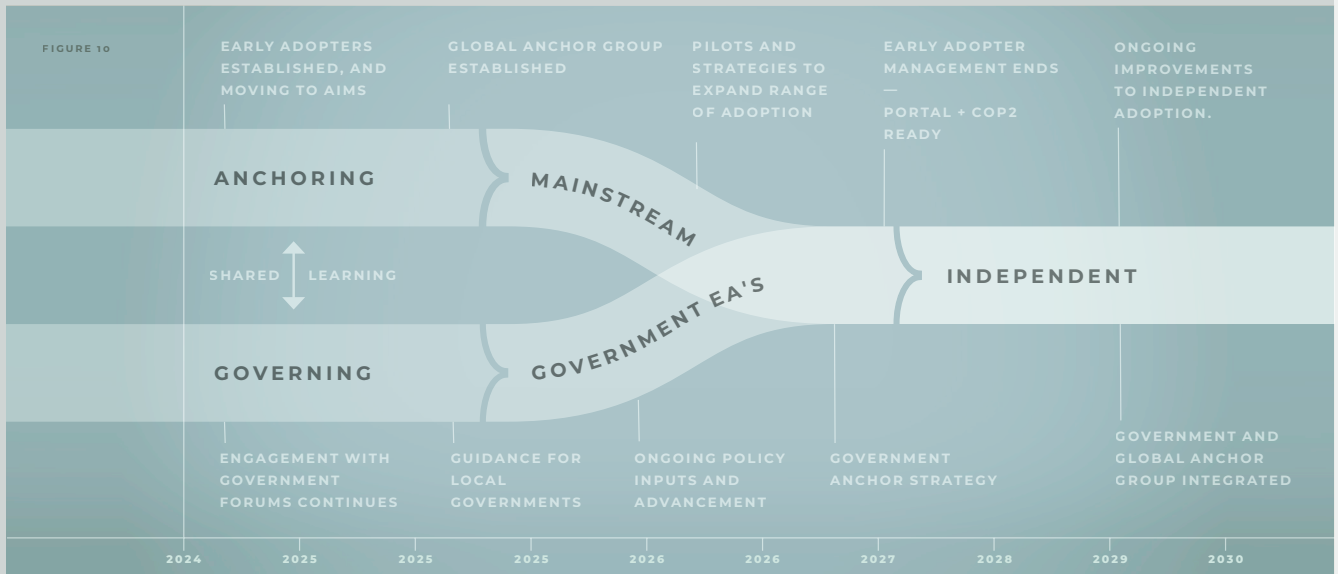 FIGURE 10
EARLY ADOPTERS
ESTABLISHED, AND
MOVING TO AIMS
GLOBAL ANCHOR GROUP
ESTABLISHED
PILOTS AND
STRATEGIES TO
EXPAND RANGE
OF ADOPTION
EARLY ADOPTER
MANAGEMENT ENDS
—
PORTAL + COP2
READY
ONGOING
IMPROVEMENTS
TO INDEPENDENT
ADOPTION.
ANCHORING
MAINSTREAM
SHARED LEARNING
INDEPENDENT
GOVERNING
GOVERNMENT EA'S
ENGAGEMENT WITH
GOVERNMENT
FORUMS CONTINUES
GUIDANCE FOR
LOCAL
GOVERNMENTS
ONGOING POLICY
INPUTS AND
ADVANCEMENT
GOVERNMENT
ANCHOR STRATEGY
GOVERNMENT AND
GLOBAL ANCHOR
GROUP INTEGRATED
2024 2025 2025 2025 2026 2026 2027 2028 2029 2030